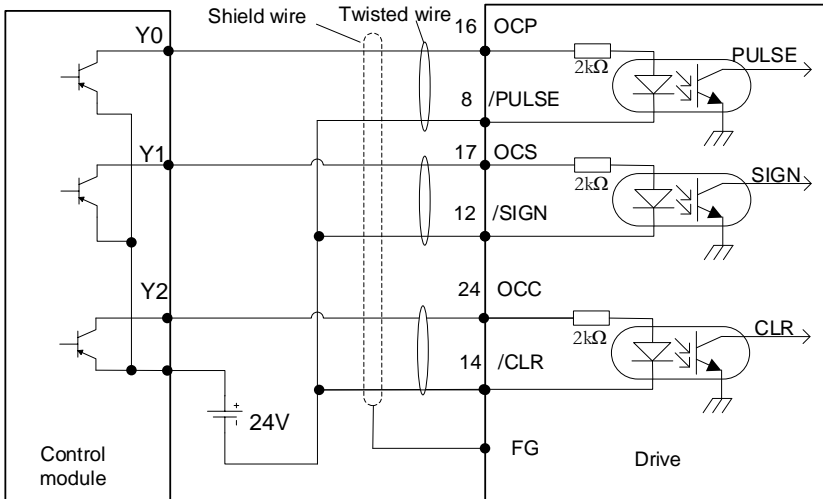 Shield wire
Twisted wire
Y0
16 OCP
2kΩ
PULSE
8 /PULSE
Y1
17 OCS
2kΩ
SIGN
12 /SIGN
Y2
24 OCC
2kΩ
CLR
14 /CLR
+
24V
-
Control
module
FG
Drive